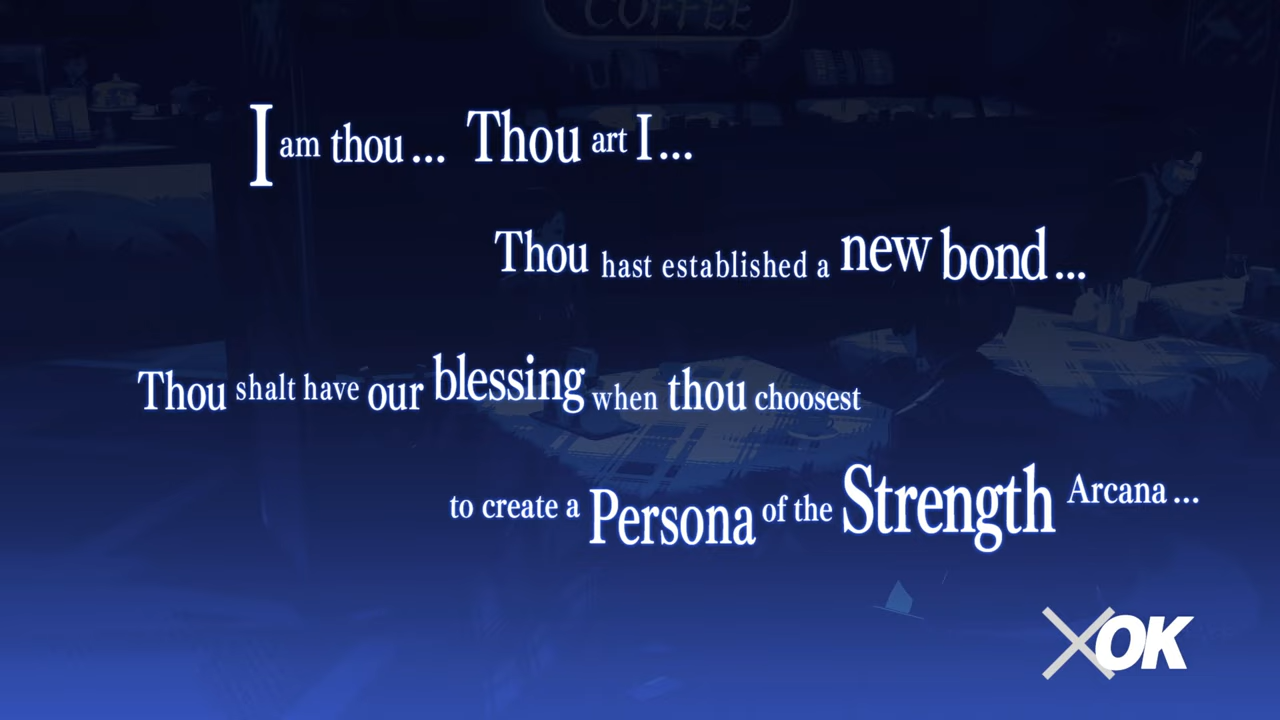 COFFEE
I am thou... Thou art I...
Thou hast established a new bond...
Thou shalt have our blessing when thou choosest
to create a Persona of the Strength Arcana...
OK